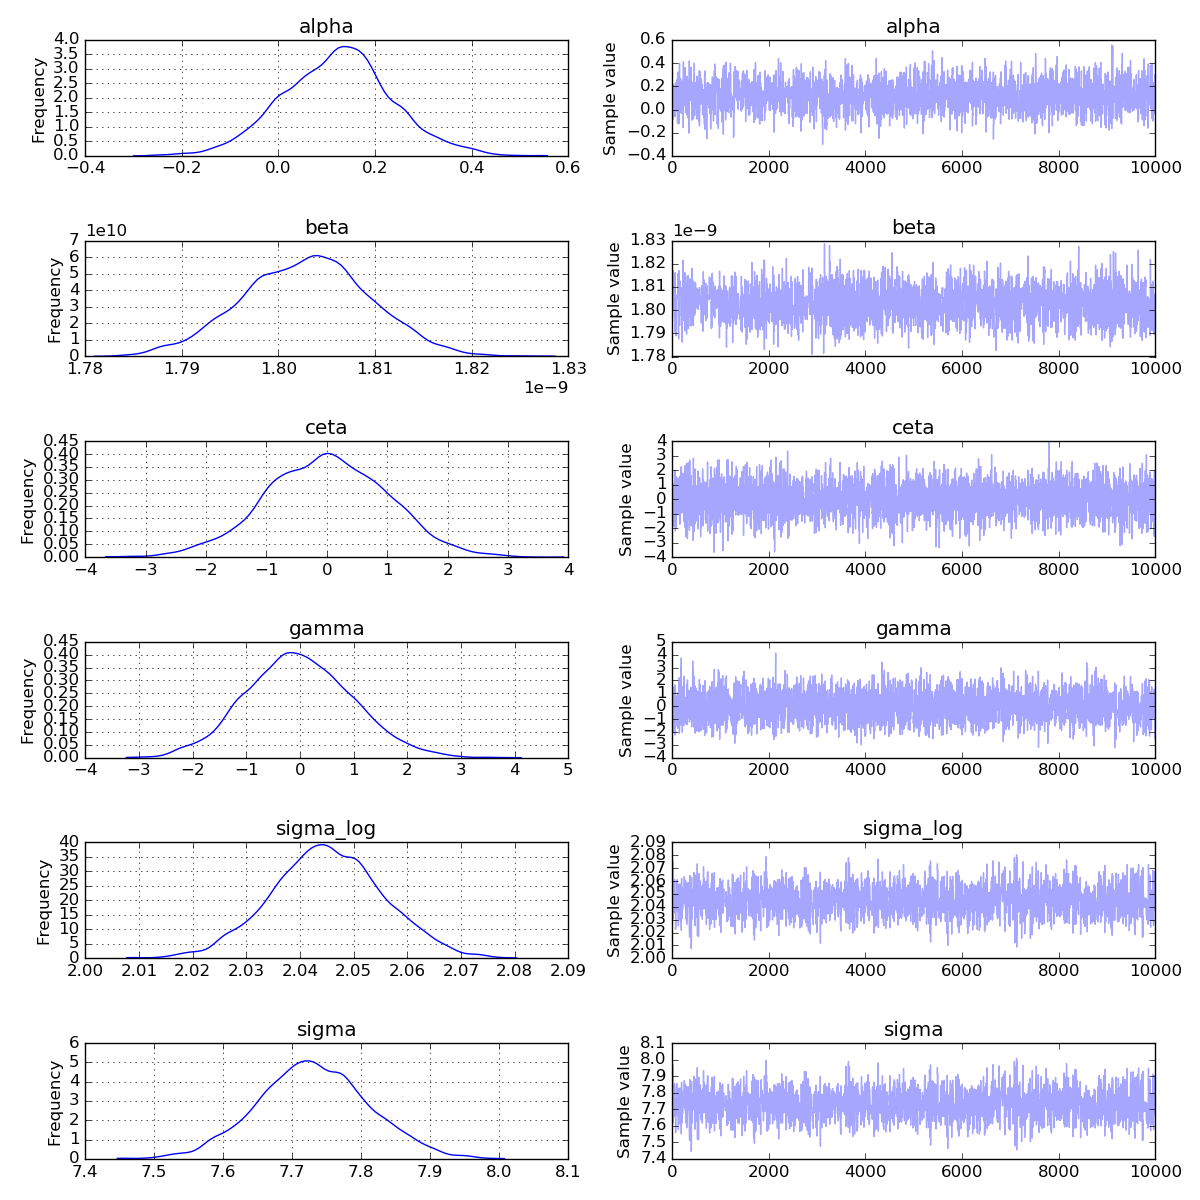 alpha
Frequency
4.0
3.5
3.0
2.5
2.0
1.5
1.0
0.5
0.0
−0.4 −0.2 0.0 0.2 0.4 0.6
alpha
Sample value
0.6
0.4
0.2
0.0
−0.2
−0.4
0 2000 4000 6000 8000 10000
beta
1e10
Frequency
7
6
5
4
3
2
1
0
1.78 1.79 1.80 1.81 1.82 1.83
1e−9
beta
1e−9
Sample value
1.83
1.82
1.81
1.80
1.79
1.78
0 2000 4000 6000 8000 10000
ceta
Frequency
0.45
0.40
0.35
0.30
0.25
0.20
0.15
0.10
0.05
0.00
−4 −3 −2 −1 0 1 2 3 4
ceta
Sample value
4
3
2
1
0
−1
−2
−3
−4
0 2000 4000 6000 8000 10000
gamma
Frequency
0.45
0.40
0.35
0.30
0.25
0.20
0.15
0.10
0.05
0.00
−4 −3 −2 −1 0 1 2 3 4 5
gamma
Sample value
5
4
3
2
1
0
−1
−2
−3
−4
0 2000 4000 6000 8000 10000
sigma_log
Frequency
40
35
30
25
20
15
10
5
0
2.00 2.01 2.02 2.03 2.04 2.05 2.06 2.07 2.08 2.09
sigma_log
Sample value
2.09
2.08
2.07
2.06
2.05
2.04
2.03
2.02
2.01
2.00
0 2000 4000 6000 8000 10000
sigma
Frequency
6
5
4
3
2
1
0
7.4 7.5 7.6 7.7 7.8 7.9 8.0 8.1
sigma
Sample value
8.1
8.0
7.9
7.8
7.7
7.6
7.5
7.4
0 2000 4000 6000 8000 10000